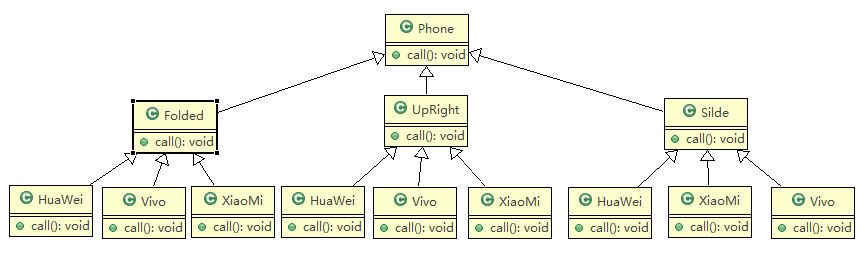 Phone
call(): void
Folded
call(): void
UpRight
call(): void
Silde
call(): void
HuaWei
call(): void
Vivo
call(): void
XiaoMi
call(): void
HuaWei
call(): void
Vivo
call(): void
XiaoMi
call(): void
HuaWei
call(): void
XiaoMi
call(): void
Vivo
call(): void